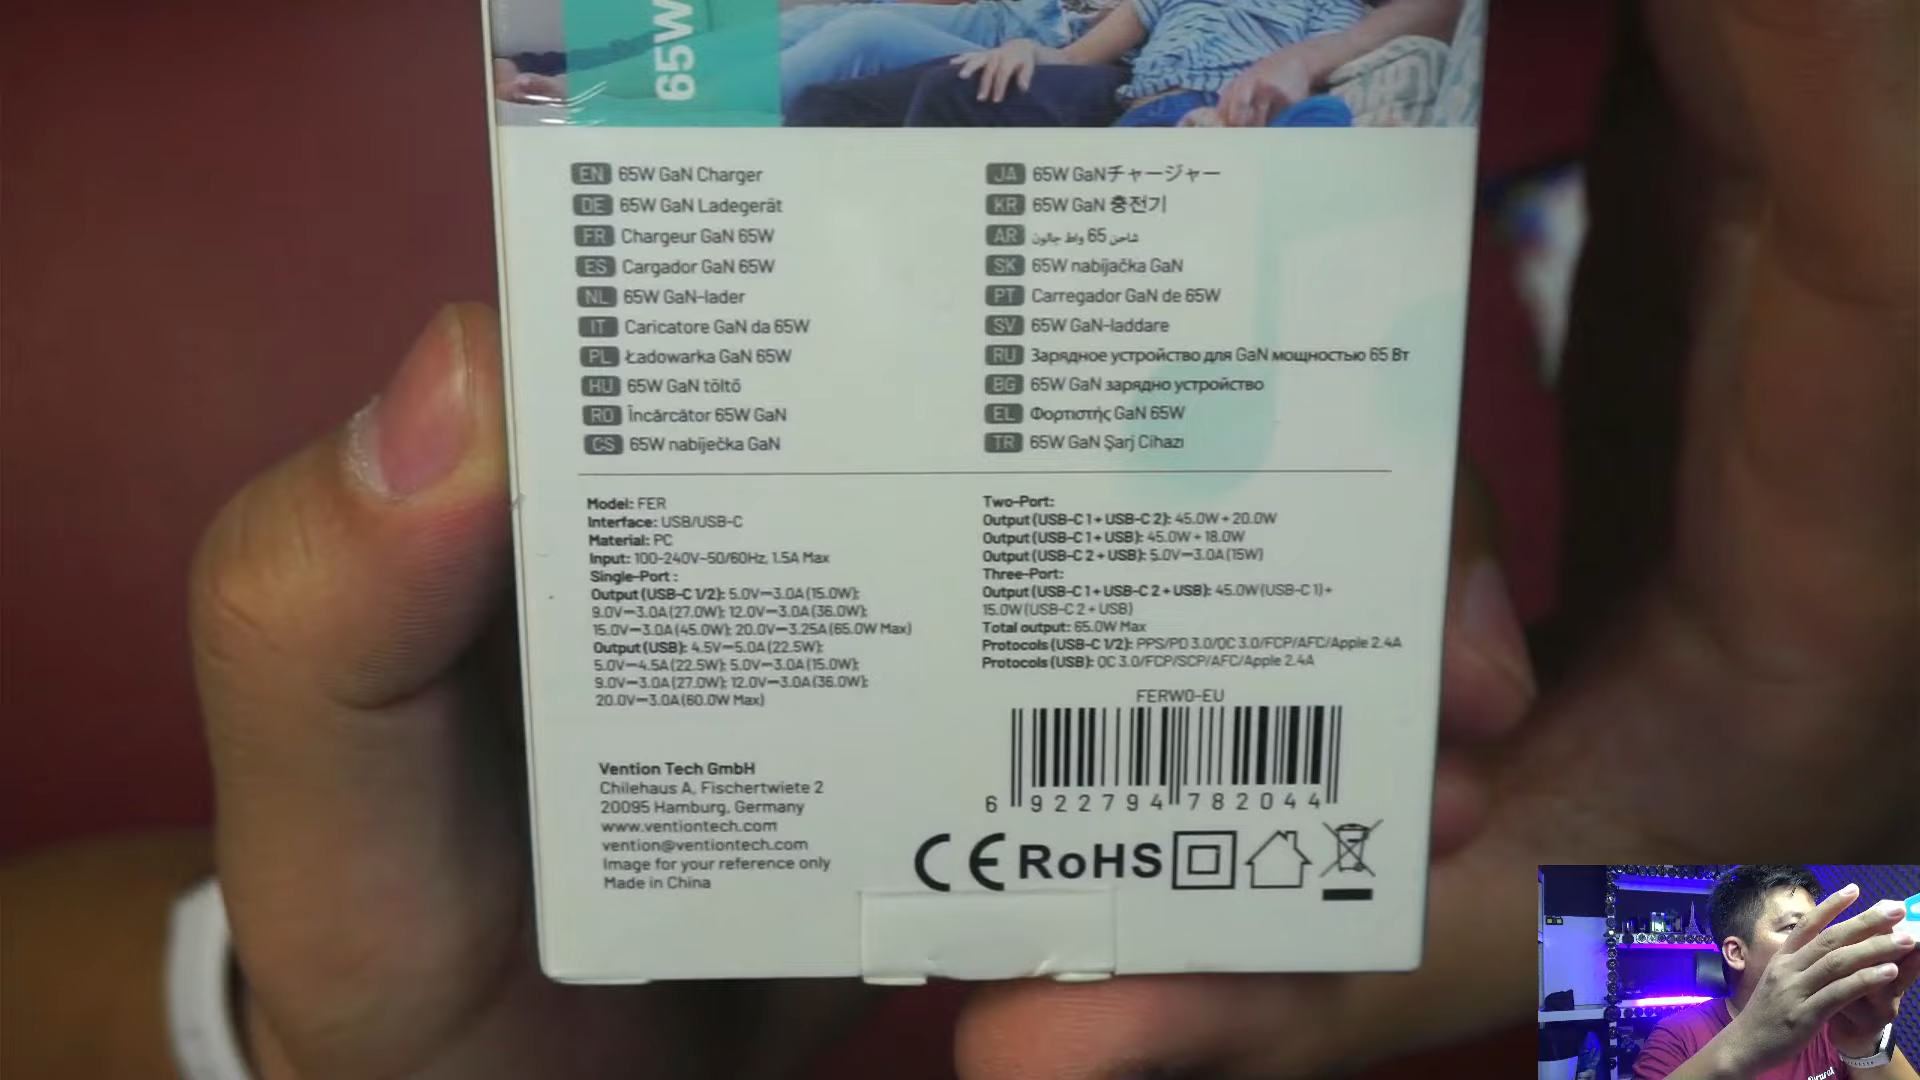 65W
EN 65W GaN Charger
DE 65W GaN Ladegerät
FR Chargeur GaN 65W
ES Cargador GaN 65W
NL 65W GaN-lader
IT Caricatore GaN da 65W
PL Ładowarka GaN 65W
HU 65W GaN töltő
RO Încărcător 65W GaN
CS 65W nabíječka GaN
JA 65W GaNチャージャー
KR 65W GaN 충전기
AR شاحن 65 واط جالون
SK 65W nabíjačka GaN
PT Carregador GaN de 65W
SV 65W GaN-laddare
RU Зарядное устройство для GaN мощностью 65 Вт
BG 65W GaN зарядно устройство
EL Φορτιστής GaN 65W
TR 65W GaN Şarj Cihazı
Model: FER
Interface: USB/USB-C
Material: PC
Input: 100-240V~50/60Hz, 1.5A Max
Single-Port :
Output (USB-C 1/2): 5.0V⎓3.0A(15.0W);
9.0V⎓3.0A(27.0W); 12.0V⎓3.0A(36.0W);
15.0V⎓3.0A(45.0W); 20.0V⎓3.25A(65.0W Max)
Output (USB): 4.5V⎓5.0A(22.5W);
5.0V⎓4.5A(22.5W); 5.0V⎓3.0A(15.0W);
9.0V⎓3.0A(27.0W); 12.0V⎓3.0A(36.0W);
20.0V⎓3.0A(60.0W Max)
Two-Port:
Output (USB-C 1 + USB-C 2): 45.0W + 20.0W
Output (USB-C 1 + USB): 45.0W + 18.0W
Output (USB-C 2 + USB): 5.0V⎓3.0A(15W)
Three-Port:
Output (USB-C 1 + USB-C 2 + USB): 45.0W(USB-C 1)+
15.0W(USB-C 2 + USB)
Total output: 65.0W Max
Protocols (USB-C 1/2): PPS/PD 3.0/QC 3.0/FCP/AFC/Apple 2.4A
Protocols (USB): QC 3.0/FCP/SCP/AFC/Apple 2.4A
FERW0-EU
6 922794 782044
Vention Tech GmbH
Chilehaus A, Fischertwiete 2
20095 Hamburg, Germany
www.ventiontech.com
vention@ventiontech.com
Image for your reference only
Made in China
CE RoHS